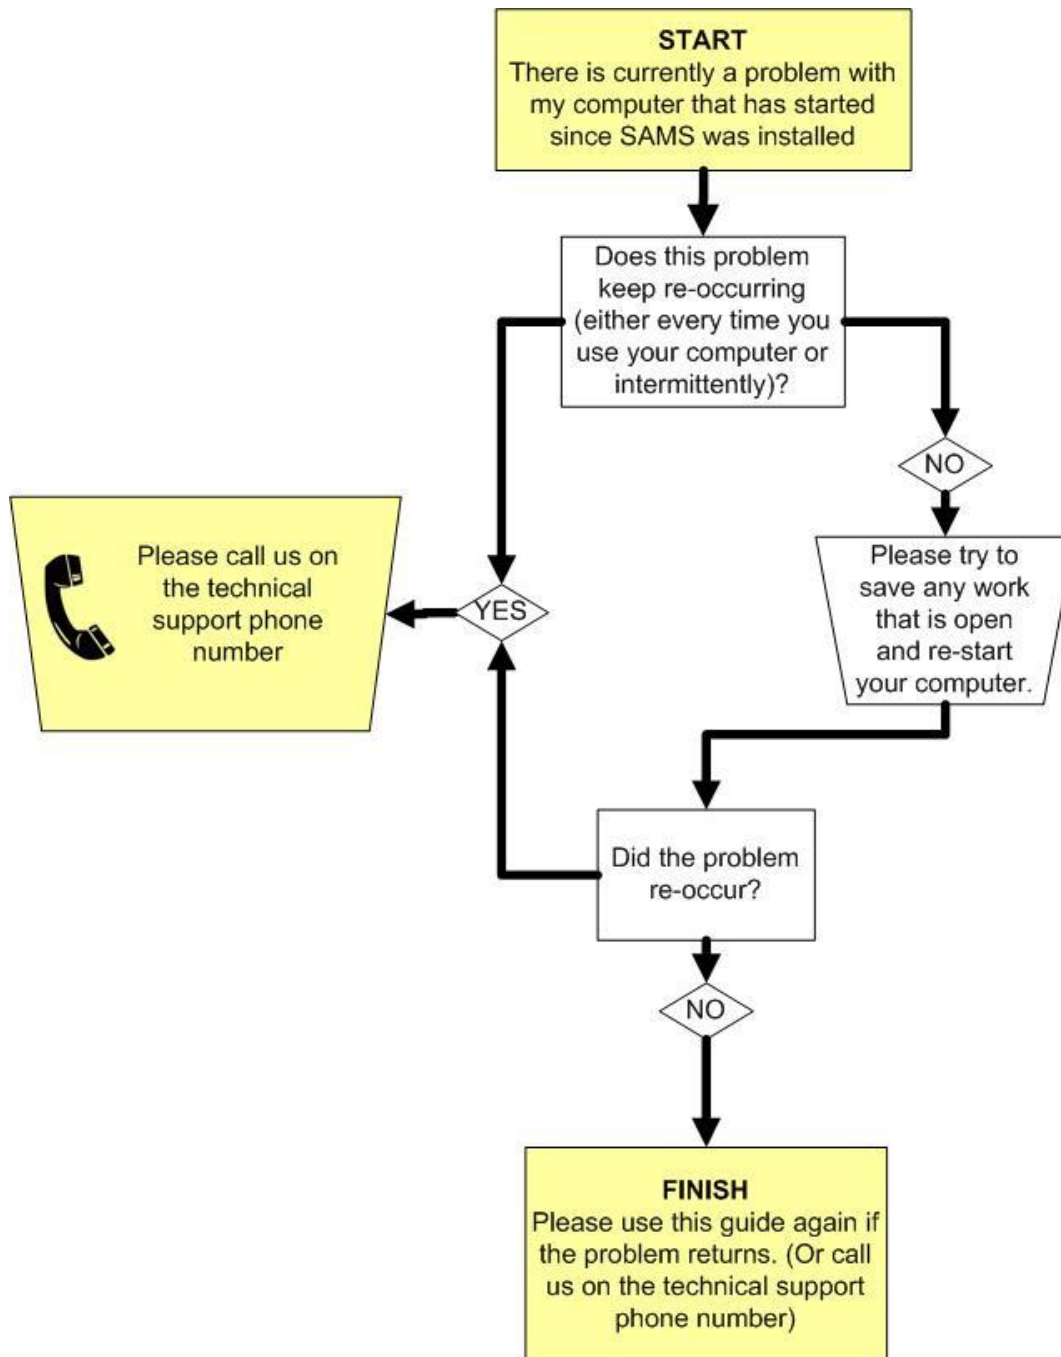 START
There is currently a problem with
my computer that has started
since SAMS was installed
Does this problem
keep re-occurring
(either every time you
use your computer or
intermittently)?
NO
Please call us on
the technical
support phone
number
YES
Please try to
save any work
that is open
and re-start
your computer.
Did the problem
re-occur?
NO
FINISH
Please use this guide again if
the problem returns. (Or call
us on the technical support
phone number)